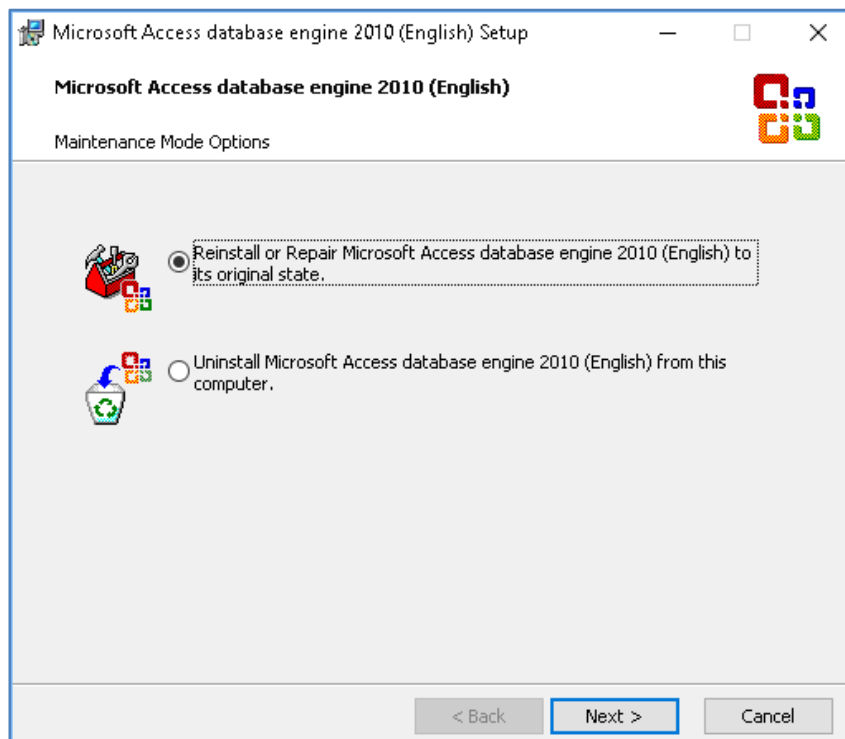 Microsoft Access database engine 2010 (English) Setup
Microsoft Access database engine 2010 (English)
Maintenance Mode Options
Reinstall or Repair Microsoft Access database engine 2010 (English) to
its original state.
Uninstall Microsoft Access database engine 2010 (English) from this
computer.
< Back
Next >
Cancel